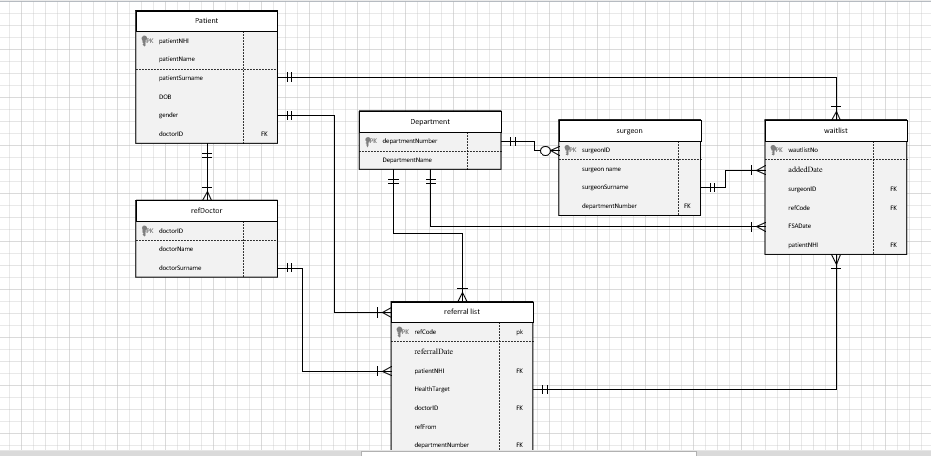 Patient
PK patientNHI
patientName
patientSurname
DOB
gender
doctorID FK
Department
PK departmentNumber
DepartmentName
surgeon
PK surgeonID
surgeon name
surgeonSurname
departmentNumber FK
waitlist
PK wautlistNo
addedDate
surgeonID FK
refCode FK
FSADate
patientNHI FK
refDoctor
PK doctorID
doctorName
doctorSurname
referral list
PK refCode pk
referralDate
patientNHI FK
HealthTarget
doctorID FK
refFrom
departmentNumber FK